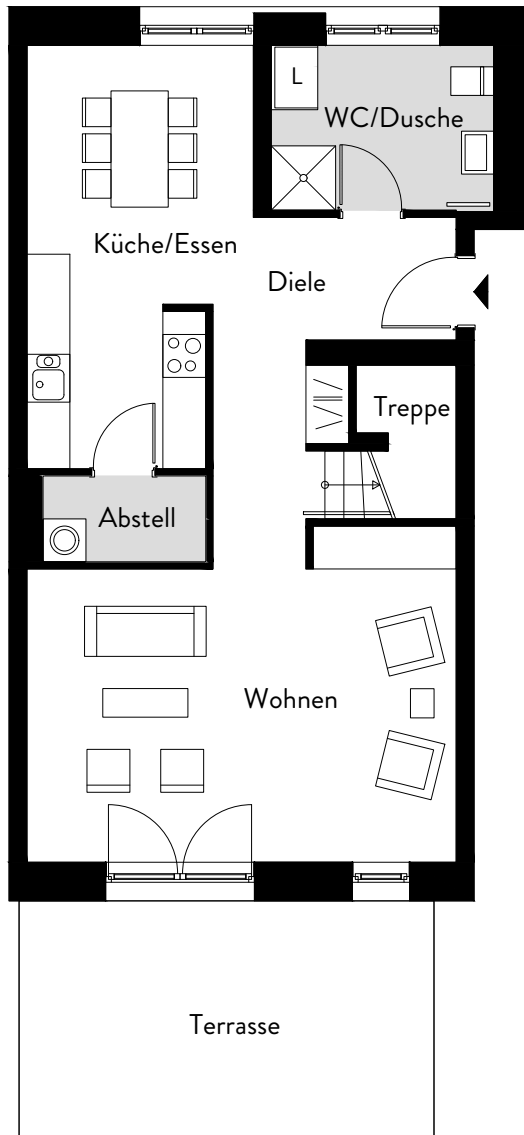 L
WC/Dusche
Küche/Essen
Diele
Treppe
Abstell
Wohnen
Terrasse